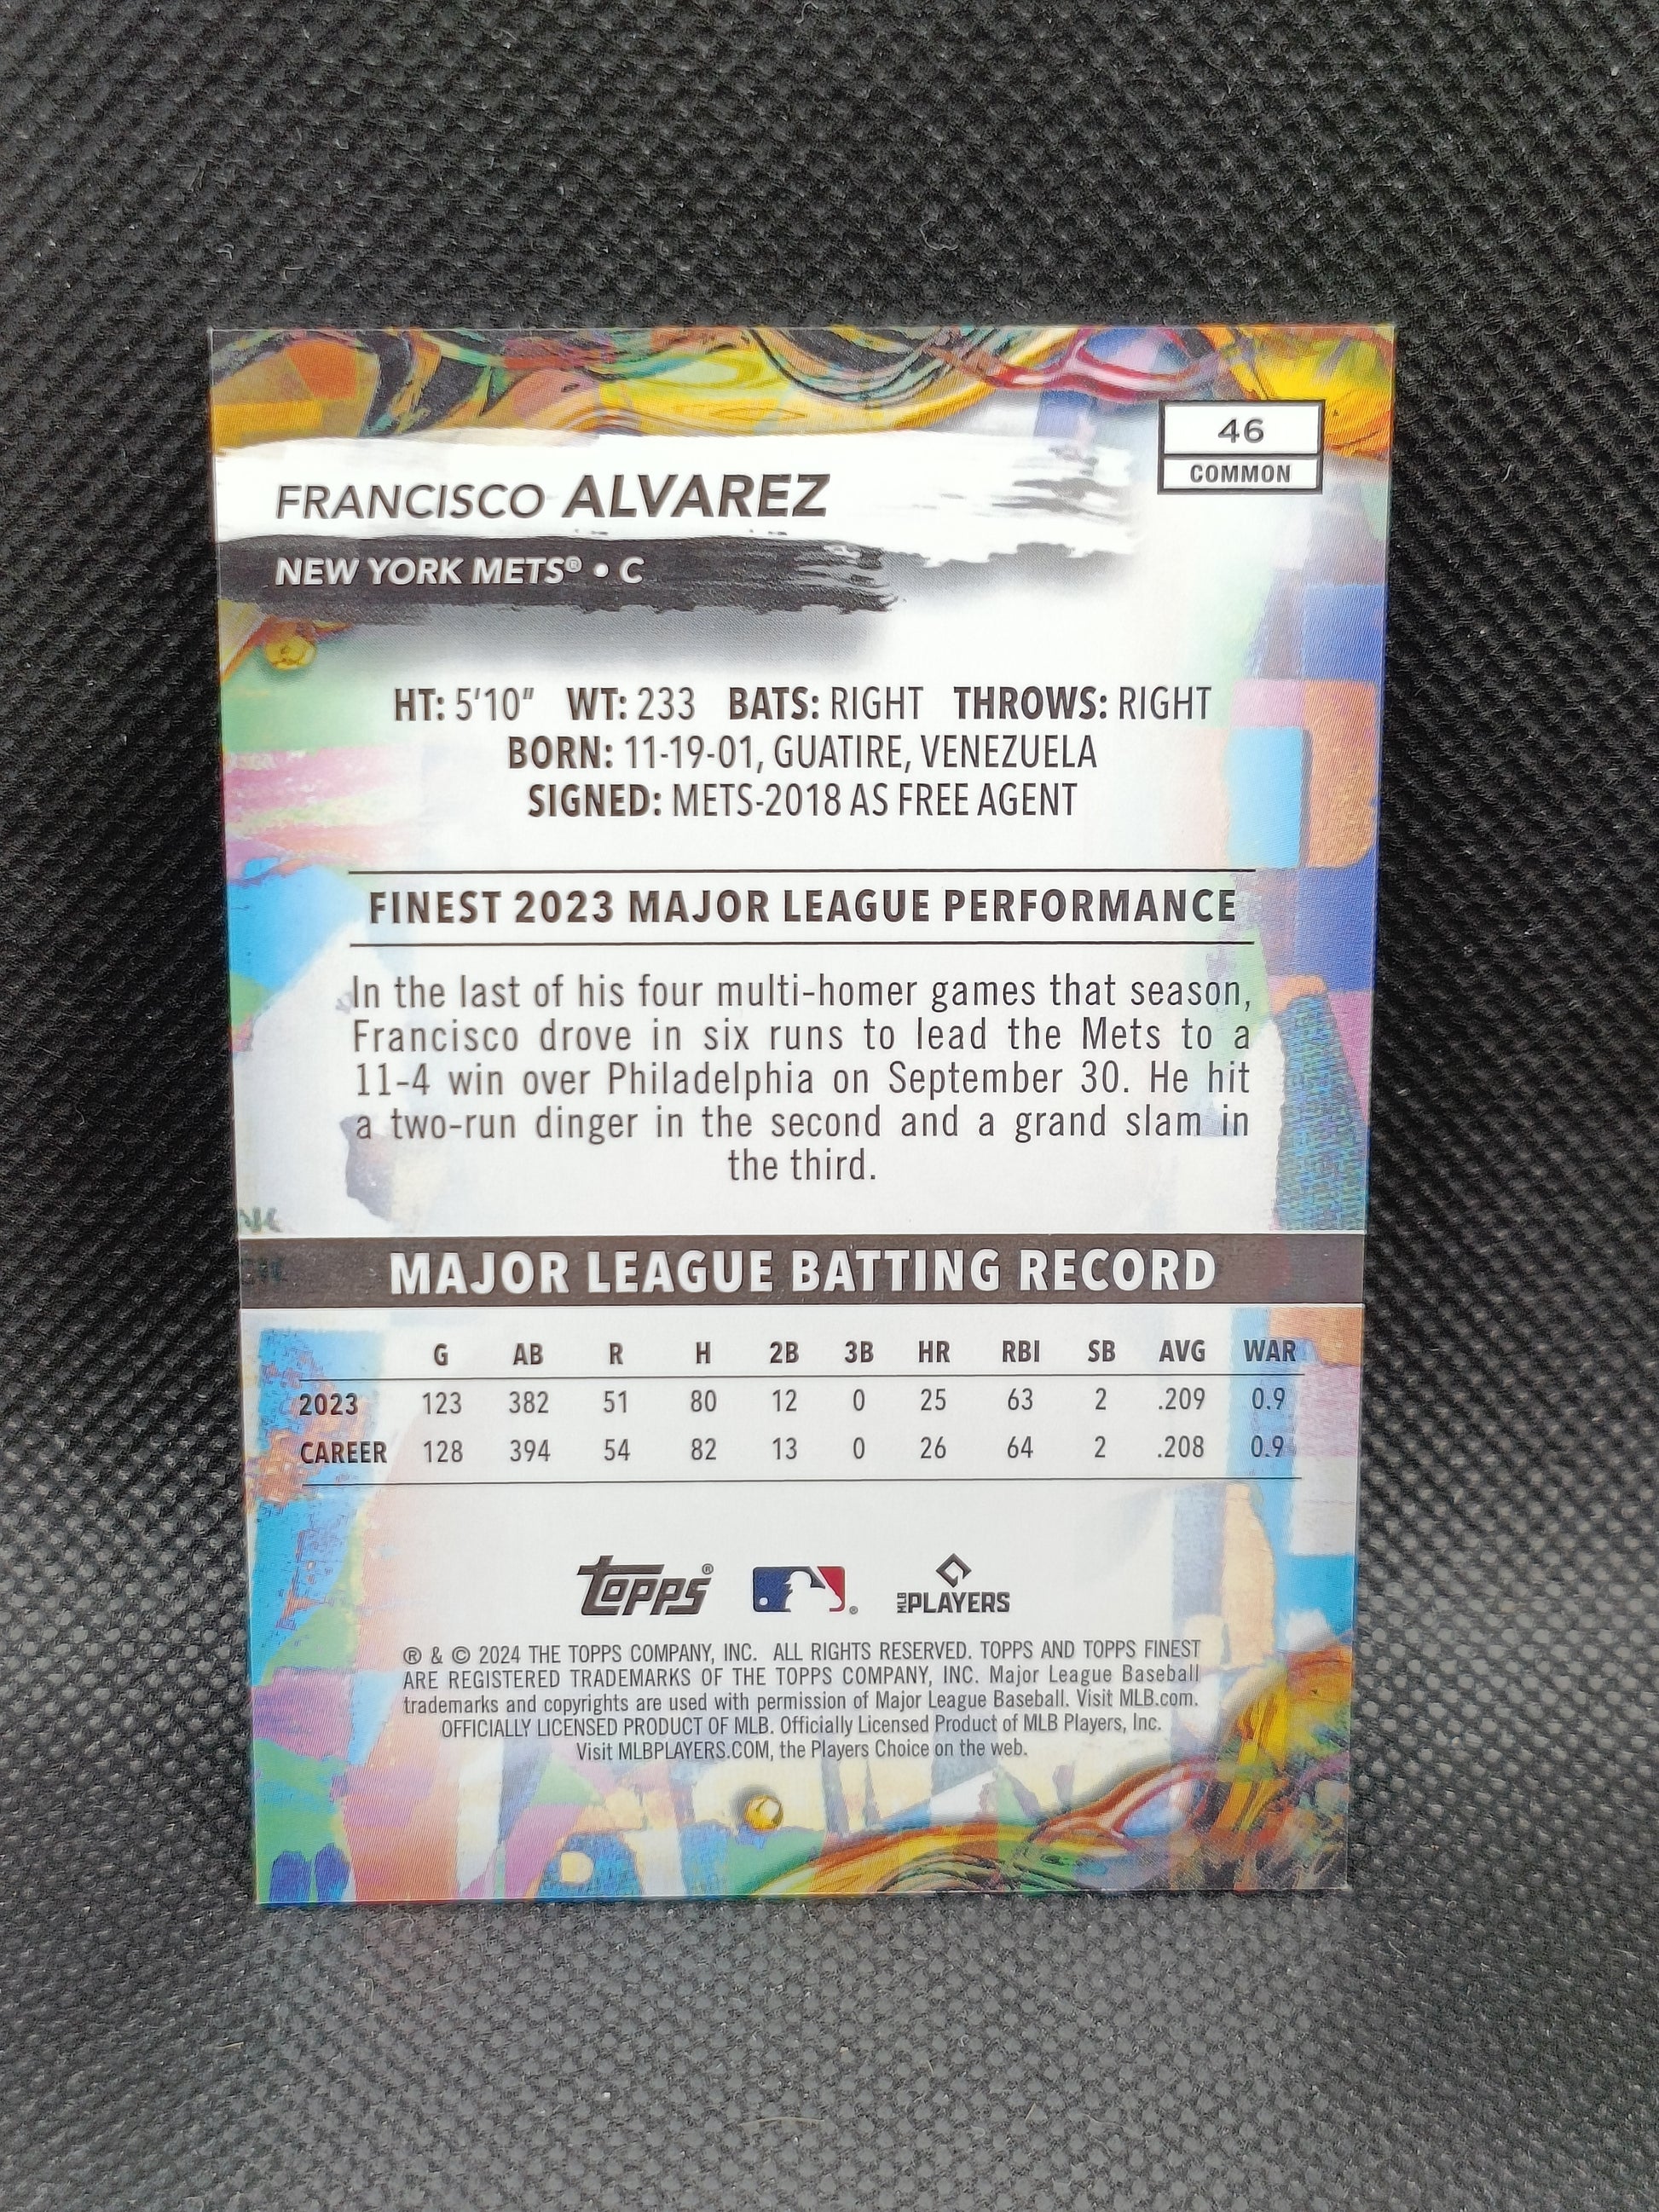 46
COMMON
FRANCISCO ALVAREZ
NEW YORK METS® • C
HT: 5'10" WT: 233 BATS: RIGHT THROWS: RIGHT
BORN: 11-19-01, GUATIRE, VENEZUELA
SIGNED: METS-2018 AS FREE AGENT
FINEST 2023 MAJOR LEAGUE PERFORMANCE
In the last of his four multi-homer games that season,
Francisco drove in six runs to lead the Mets to a
11-4 win over Philadelphia on September 30. He hit
a two-run dinger in the second and a grand slam in
the third.
MAJOR LEAGUE BATTING RECORD
G AB R H 2B 3B HR RBI SB AVG WAR
2023 123 382 51 80 12 0 25 63 2 .209 0.9
CAREER 128 394 54 82 13 0 26 64 2 .208 0.9
topps® ® MLB PLAYERS
® & © 2024 THE TOPPS COMPANY, INC. ALL RIGHTS RESERVED. TOPPS AND TOPPS FINEST
ARE REGISTERED TRADEMARKS OF THE TOPPS COMPANY, INC. Major League Baseball
trademarks and copyrights are used with permission of Major League Baseball. Visit MLB.com.
OFFICIALLY LICENSED PRODUCT OF MLB. Officially Licensed Product of MLB Players, Inc.
Visit MLBPLAYERS.COM, the Players Choice on the web.